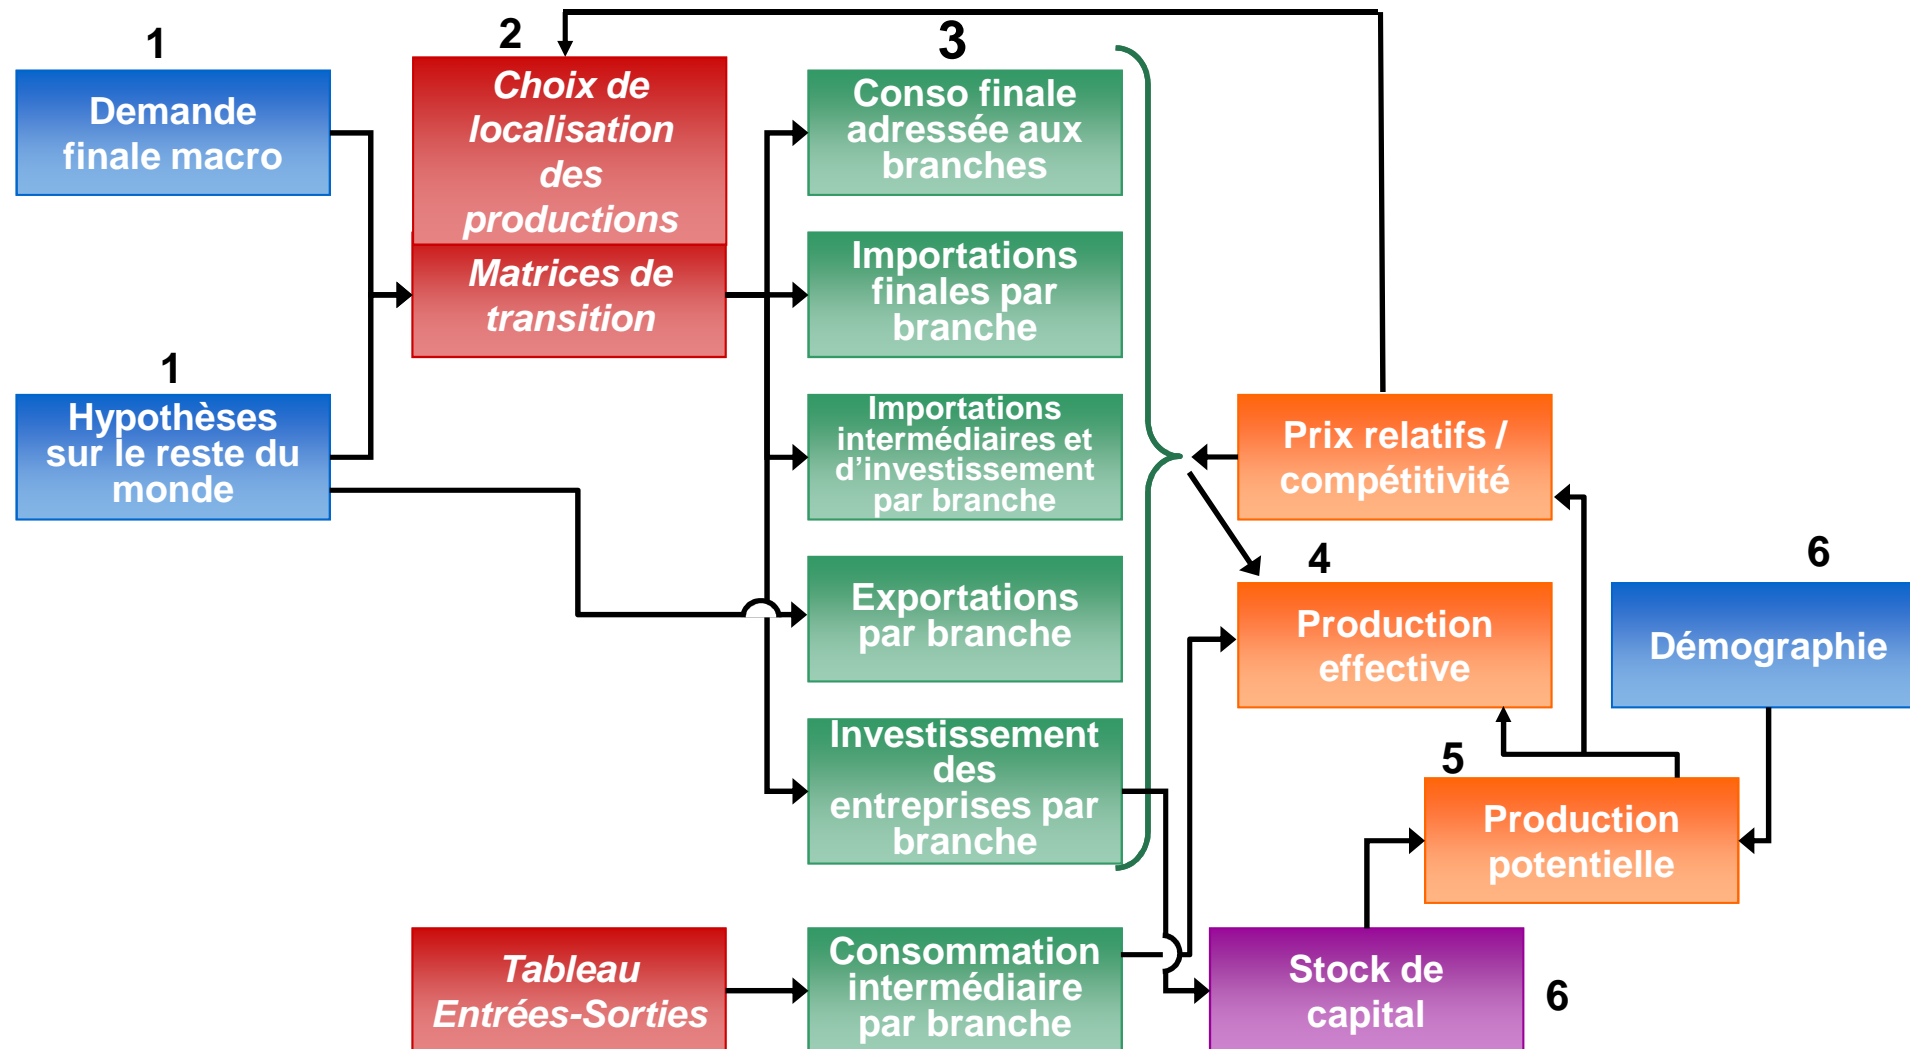 1
Demande
finale macro
1
Hypothèses
sur le reste du
monde
2
Choix de
localisation
des
productions
Matrices de
transition
3
Conso finale
adressée aux
branches
Importations
finales par
branche
Importations
intermédiaires et
d’investissement
par branche
Exportations
par branche
Investissement
des
entreprises par
branche
Prix relatifs /
compétitivité
4
Production
effective
6
Démographie
5
Production
potentielle
Tableau
Entrées-Sorties
Consommation
intermédiaire
par branche
Stock de
capital
6